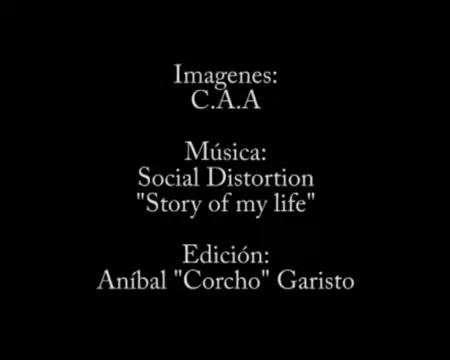 Imagenes:
C.A.A
Música:
Social Distortion
"Story of my life"
Edición:
Aníbal "Corcho" Garisto